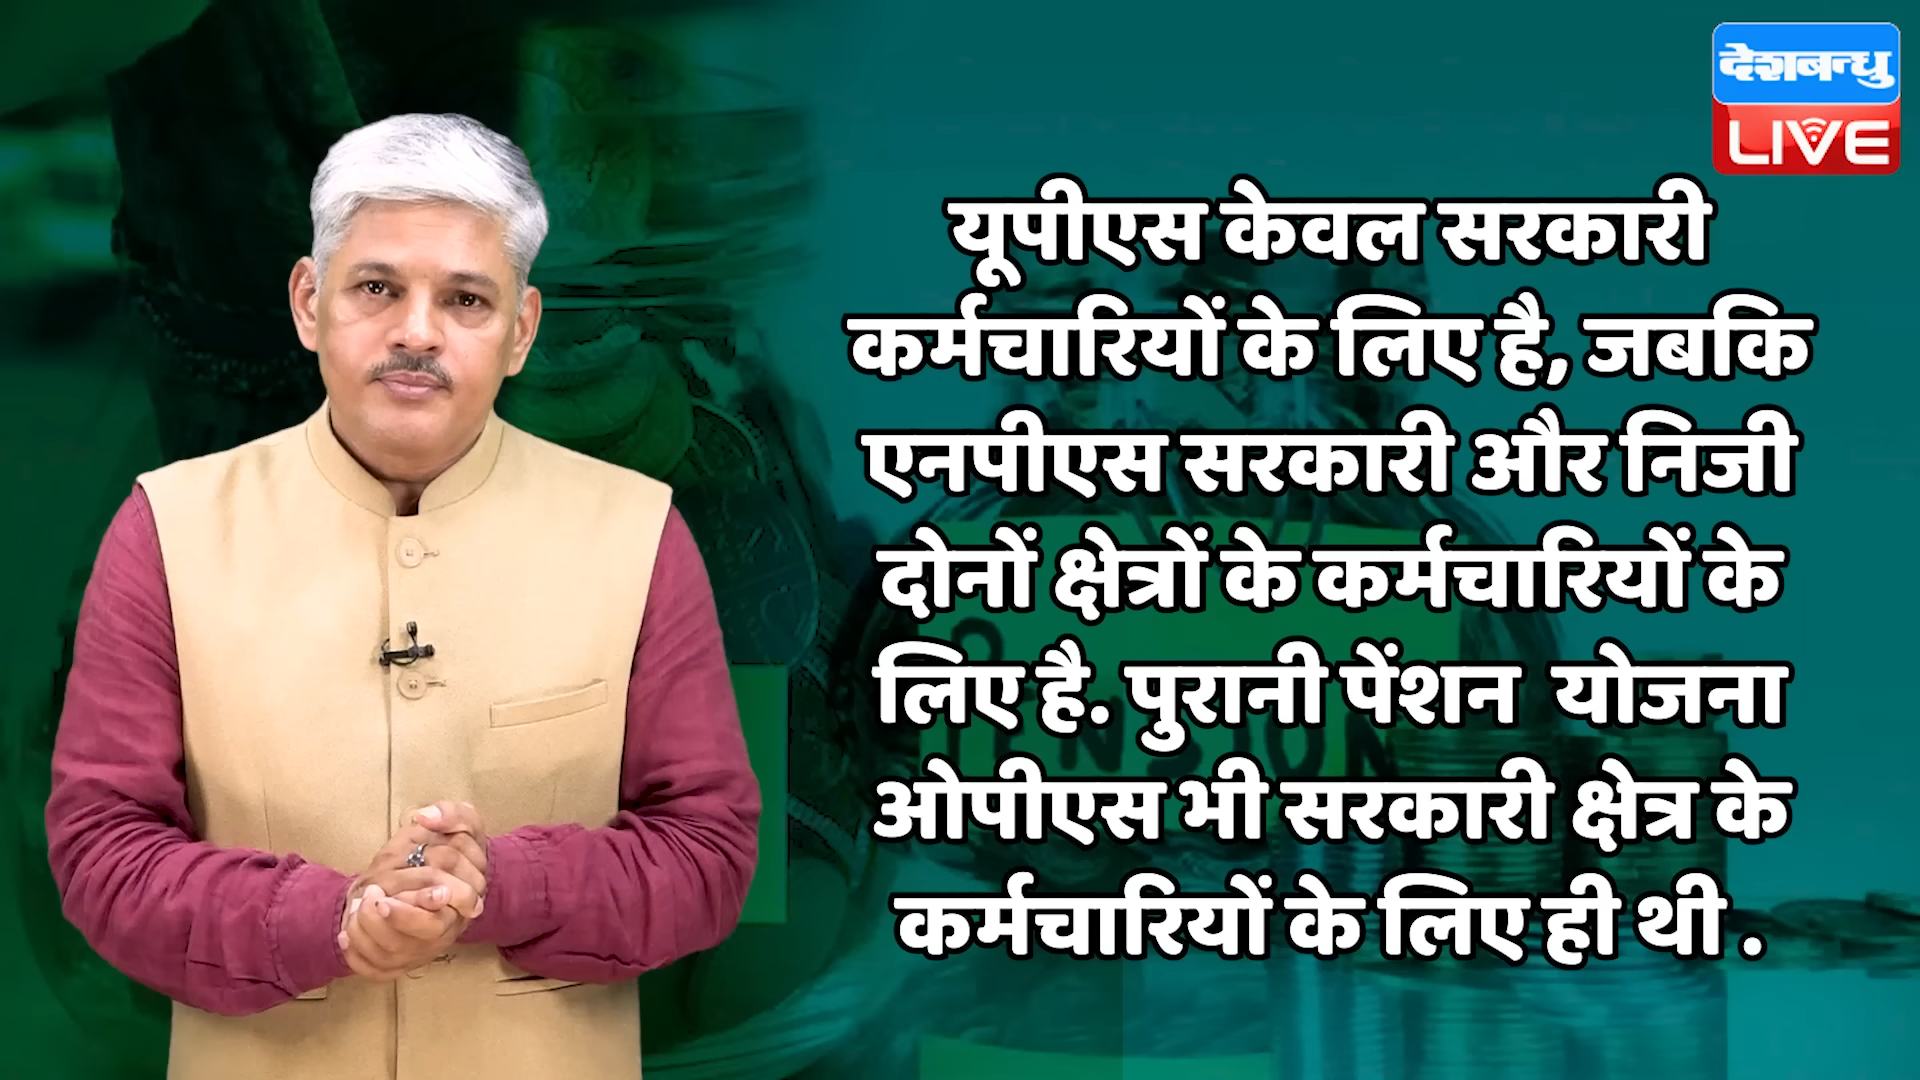 देशबन्धु
LIVE
यूपीएस केवल सरकारी
कर्मचारियों के लिए है, जबकि
एनपीएस सरकारी और निजी
दोनों क्षेत्रों के कर्मचारियों के
लिए है. पुरानी पेंशन योजना
ओपीएस भी सरकारी क्षेत्र के
कर्मचारियों के लिए ही थी .
PENSION